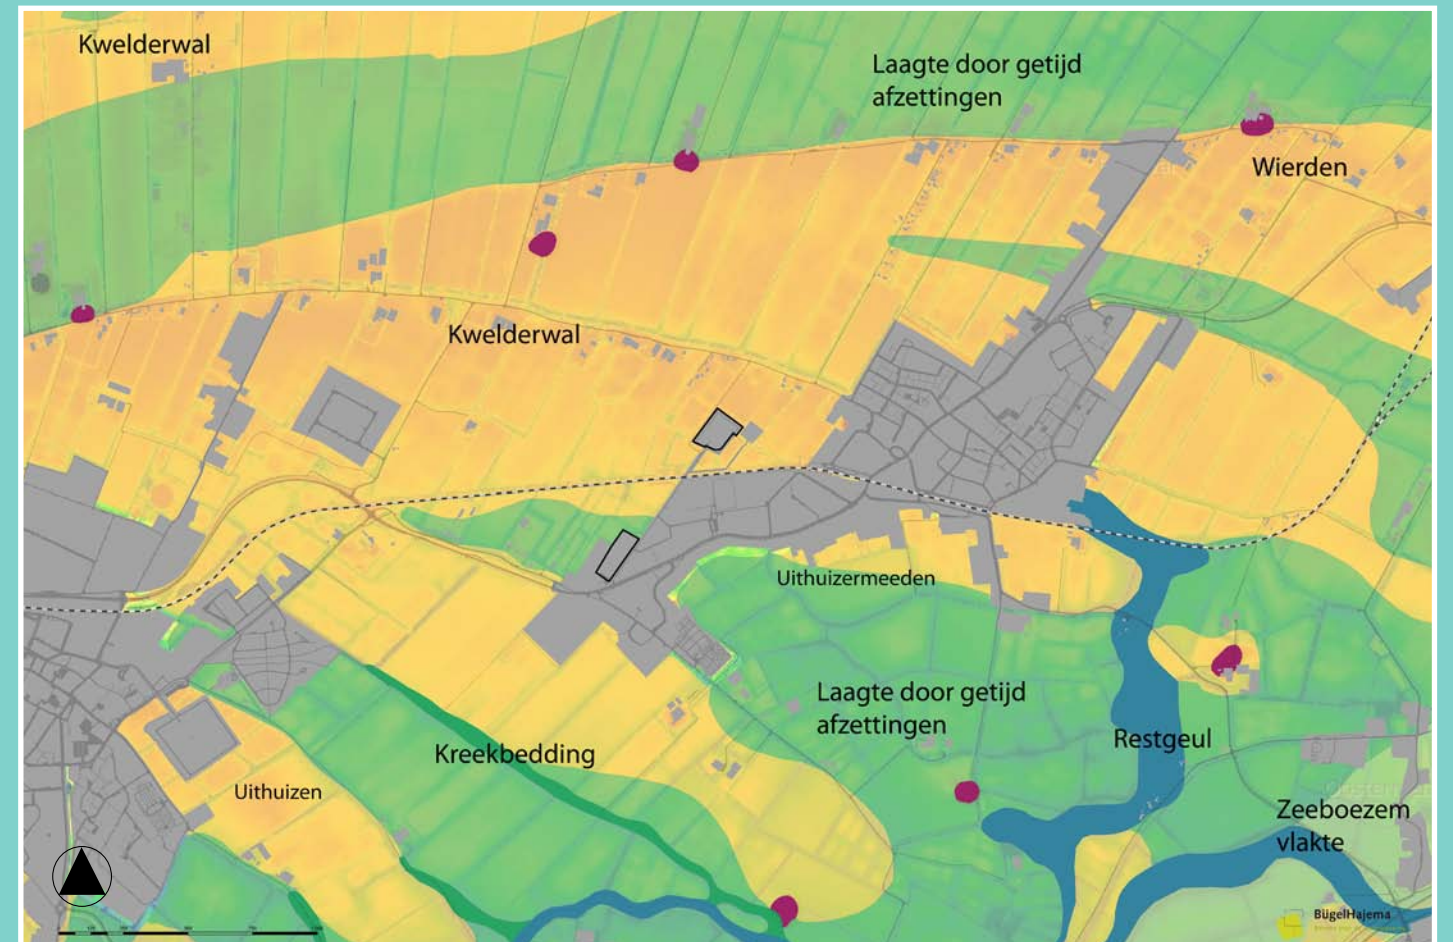 Kwelderwal
Laagte door getijd
afzettingen
Wierden
Kwelderwal
Uithuizermeeden
Laagte door getijd
afzettingen
Restgeul
Kreekbedding
Uithuizen
Zeeboezem
vlakte
BügelHajema